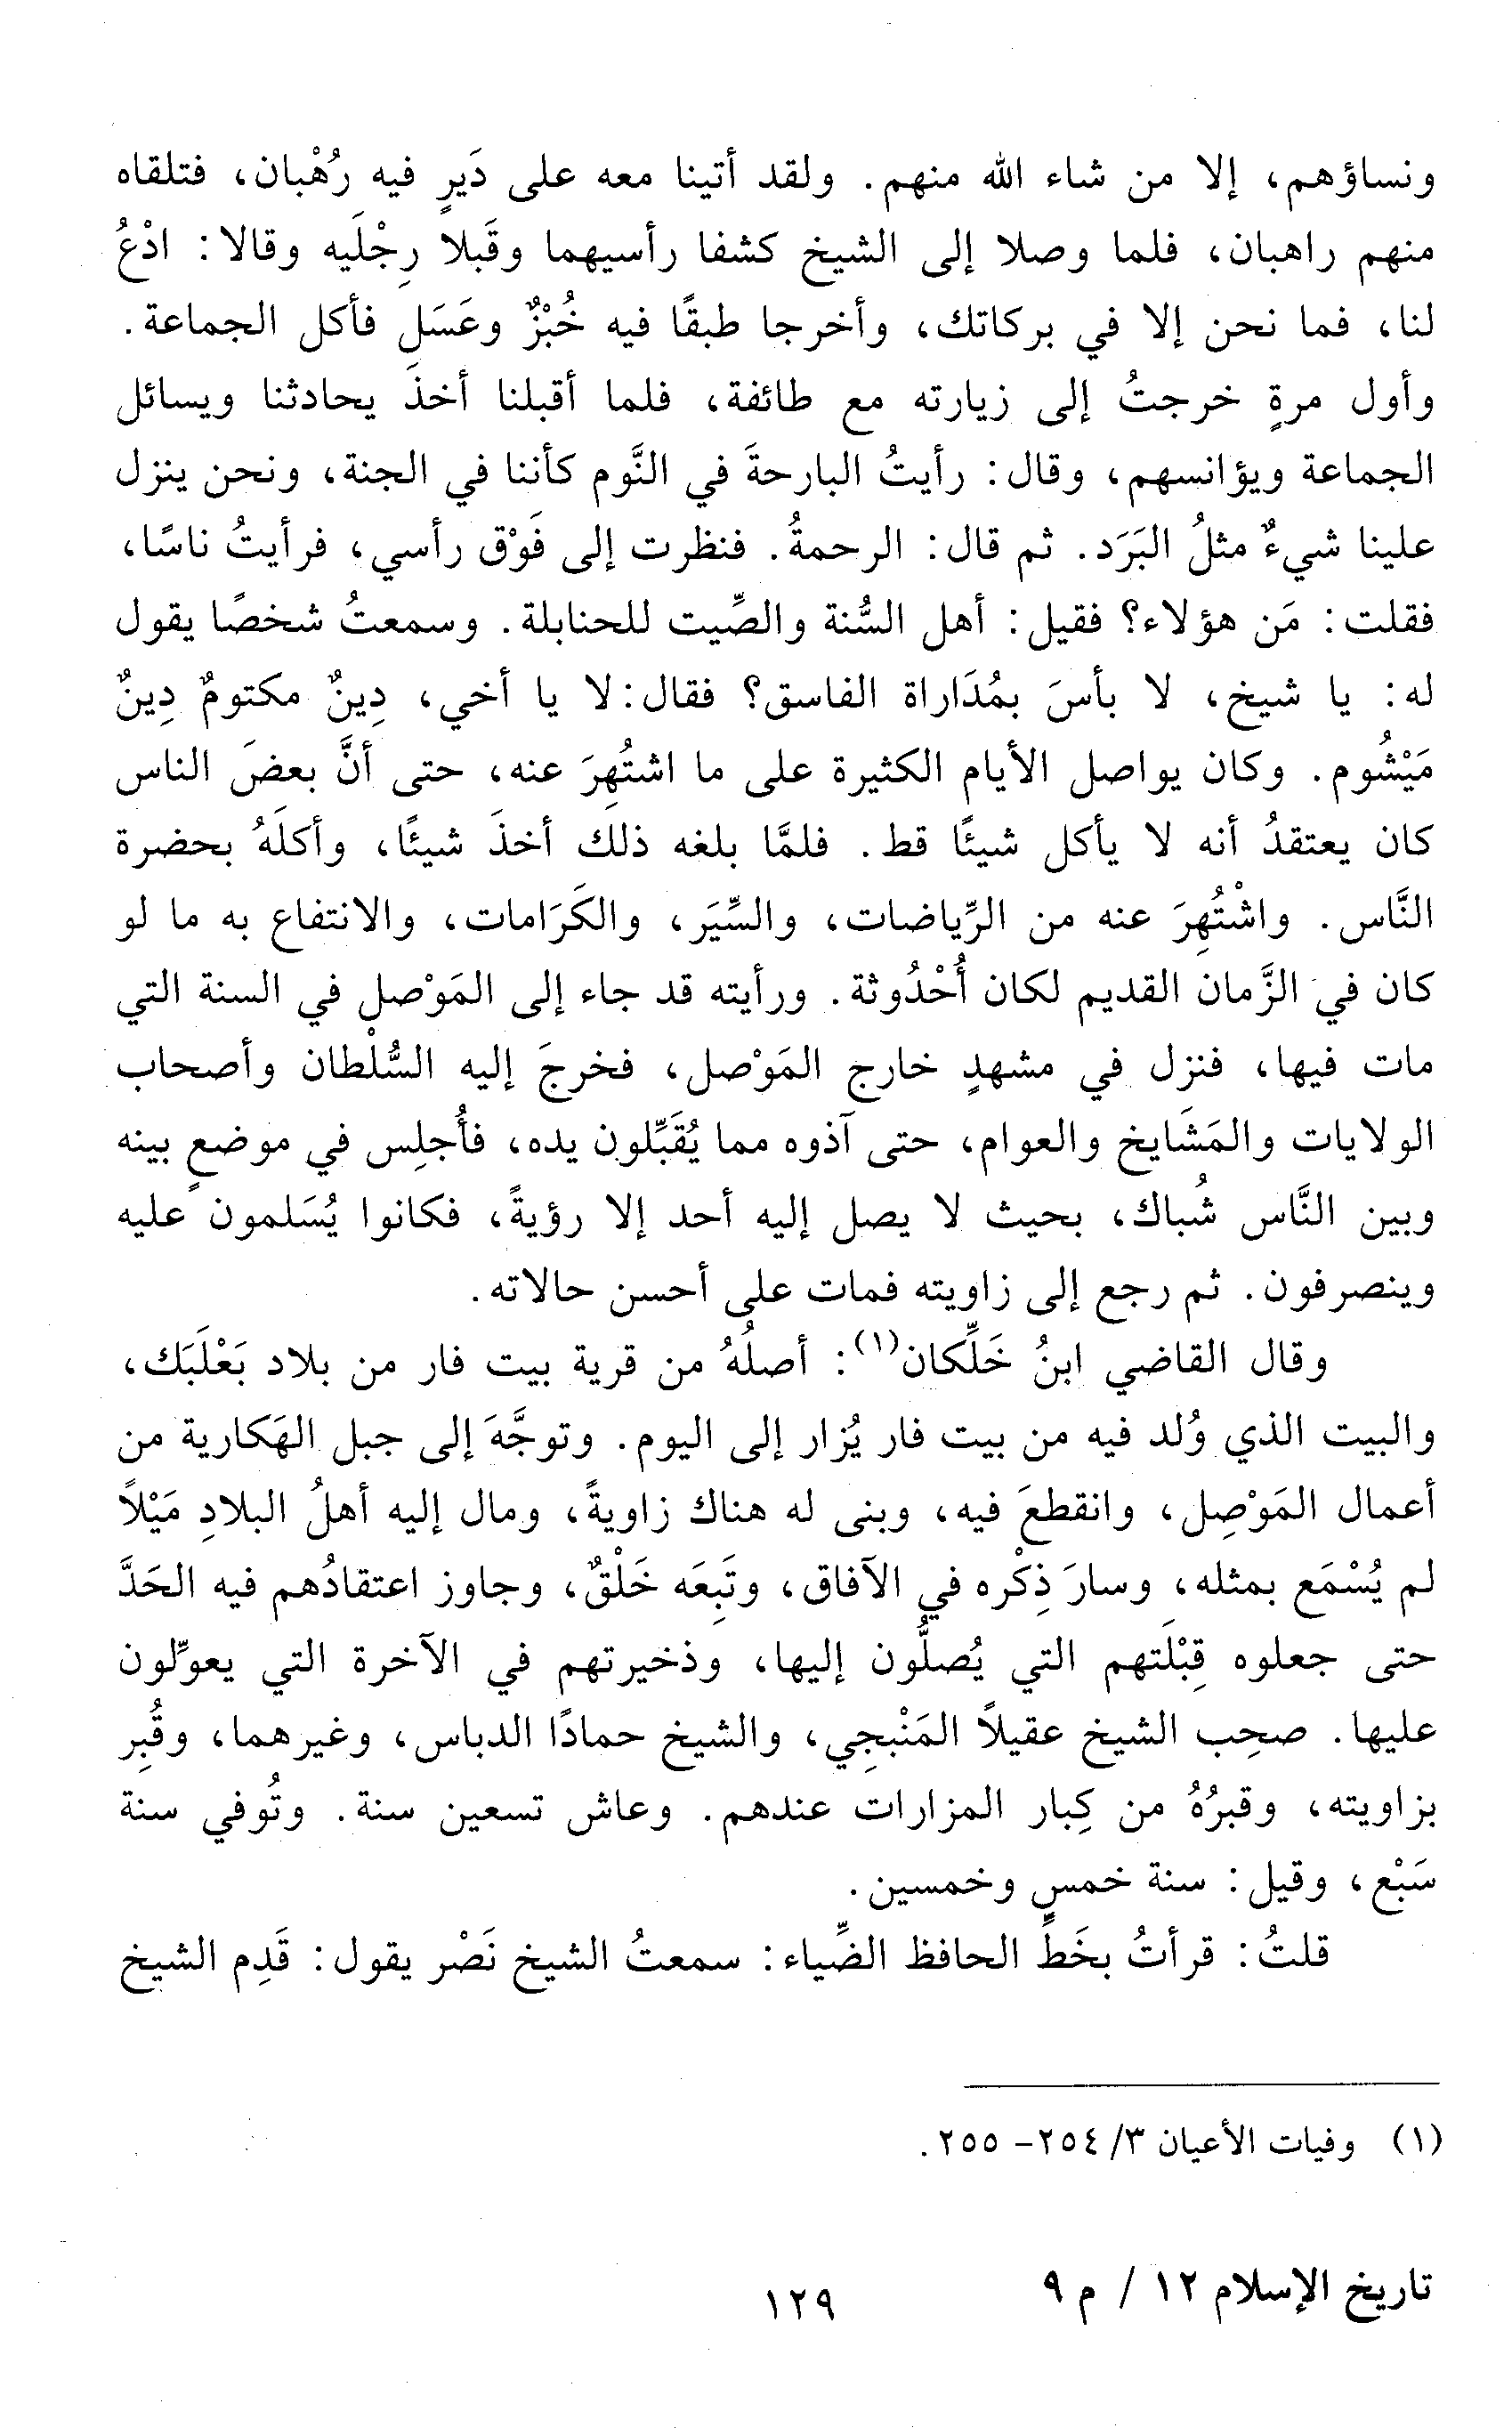 ونساؤهم، إلا من شاء الله منهم. ولقد أتينا معه على دَيرٍ فيه رُهْبان، فتلقاه
منهم راهبان، فلما وصلا إلى الشيخ كشفا رأسيهما وقَبلا رِجْلَيه وقالا: ادْعُ
لنا، فما نحن إلا في بركاتك، وأخرجا طبقًا فيه خُبْزٌ وعَسَل فأكل الجماعة.
وأول مرةٍ خرجتُ إلى زيارته مع طائفة، فلما أقبلنا أخذَ يحادثنا ويسائل
الجماعة ويؤانسهم، وقال: رأيتُ البارحةَ في النَّوم كأننا في الجنة، ونحن ينزل
علينا شيءٌ مثلُ البَرَد. ثم قال: الرحمةُ. فنظرت إلى فَوْق رأسي، فرأيتُ ناسًا،
فقلت: مَن هؤلاء؟ فقيل: أهل السُّنة والصِّيت للحنابلة. وسمعتُ شخصًا يقول
له: يا شيخ، لا بأسَ بمُدَاراة الفاسق؟ فقال: لا يا أخي، دِينٌ مكتومٌ دِينٌ
مَيْشُوم. وكان يواصل الأيام الكثيرة على ما اشتُهِرَ عنه، حتى أنَّ بعضَ الناس
كان يعتقدُ أنه لا يأكل شيئًا قط. فلمَّا بلغه ذلك أخذَ شيئًا، وأكلَهُ بحضرة
النَّاس. واشْتُهِرَ عنه من الرِّياضات، والسِّيَر، والكَرَامات، والانتفاع به ما لو
كان في الزَّمان القديم لكان أُحْدُوثة. ورأيته قد جاء إلى المَوْصل في السنة التي
مات فيها، فنزل في مشهدٍ خارج المَوْصل، فخرجَ إليه السُّلْطان وأصحاب
الولايات والمَشَايخ والعوام، حتى آذوه مما يُقَبِّلون يده، فأُجلِس في موضعٍ بينه
وبين النَّاس شُباك، بحيث لا يصل إليه أحد إلا رؤيةً، فكانوا يُسَلمون عليه
وينصرفون. ثم رجع إلى زاويته فمات على أحسن حالاته.
وقال القاضي ابنُ خَلِّكان(١): أصلُهُ من قرية بيت فار من بلاد بَعْلَبَك،
والبيت الذي وُلد فيه من بيت فار يُزار إلى اليوم. وتوجَّهَ إلى جبل الهَكارية من
أعمال المَوْصِل، وانقطعَ فيه، وبنى له هناك زاويةً، ومال إليه أهلُ البلادِ مَيْلاً
لم يُسْمَع بمثله، وسارَ ذِكْره في الآفاق، وتَبِعَه خَلْقٌ، وجاوز اعتقادُهم فيه الحَدَّ
حتى جعلوه قِبْلَتهم التي يُصلُّون إليها، وذخيرتهم في الآخرة التي يعولّون
عليها. صحِب الشيخ عقيلاً المَنْبجِي، والشيخ حمادًا الدباس، وغيرهما، وقُبِر
بزاويته، وقبرُهُ من كِبار المزارات عندهم. وعاش تسعين سنة. وتُوفي سنة
سَبْع، وقيل: سنة خمسٍ وخمسين.
قلتُ: قرأتُ بخَطِّ الحافظ الضِّياء: سمعتُ الشيخ نَصْر يقول: قَدِم الشيخ
(١) وفيات الأعيان ٣/ ٢٥٤- ٢٥٥.
تاريخ الإسلام ١٢ / م ٩
١٢٩